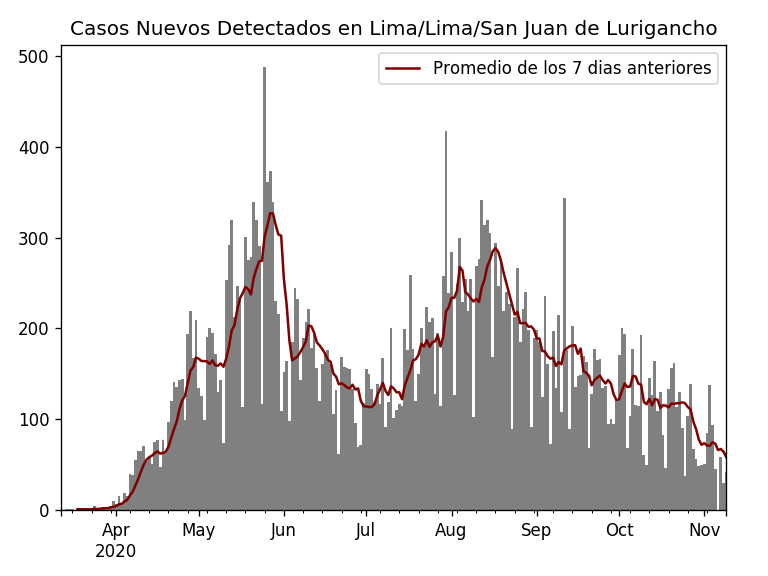 Casos Nuevos Detectados en Lima/Lima/San Juan de Lurigancho
Promedio de los 7 dias anteriores
500
400
300
200
100
0
Apr May Jun Jul Aug Sep Oct Nov
2020